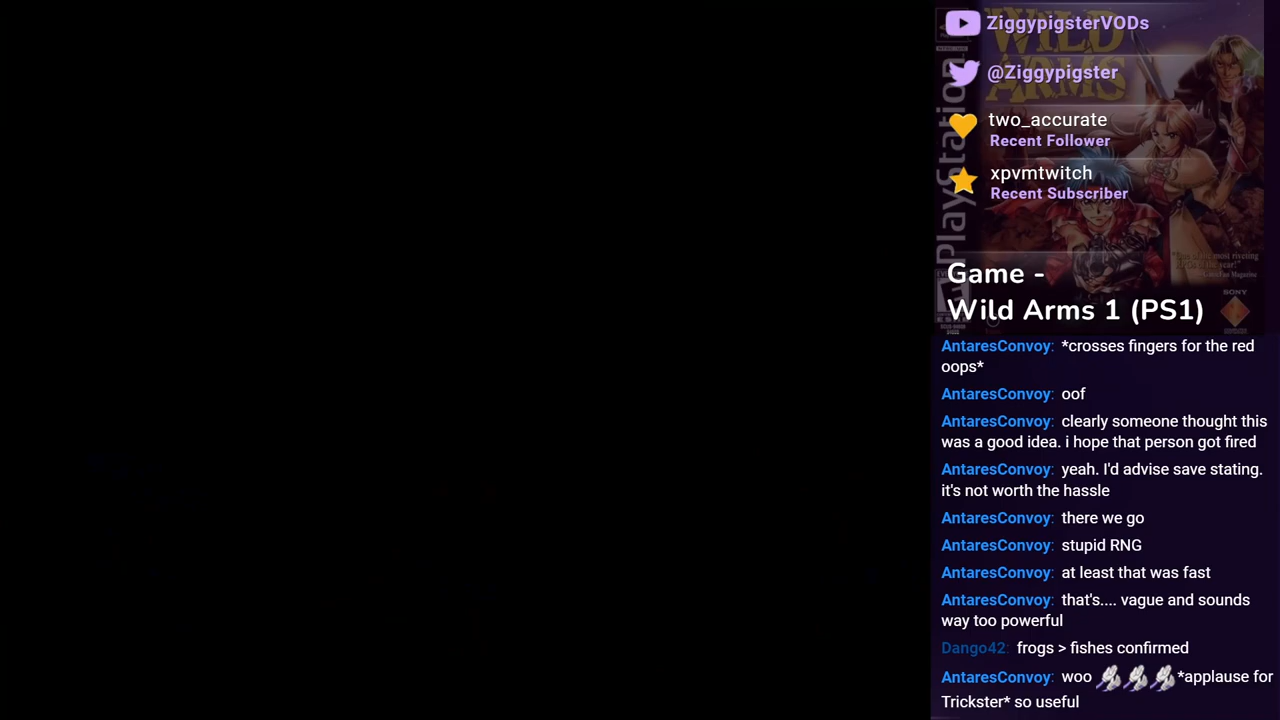 ZiggypigsterVODs
@Ziggypigster
two_accurate
Recent Follower
xpvmtwitch
Recent Subscriber
WILD
ARMS
PlayStation
Game -
Wild Arms 1 (PS1)
SONY
AntaresConvoy: *crosses fingers for the red
oops*
AntaresConvoy: oof
AntaresConvoy: clearly someone thought this
was a good idea. i hope that person got fired
AntaresConvoy: yeah. I'd advise save stating.
it's not worth the hassle
AntaresConvoy: there we go
AntaresConvoy: stupid RNG
AntaresConvoy: at least that was fast
AntaresConvoy: that's.... vague and sounds
way too powerful
Dango42: frogs > fishes confirmed
AntaresConvoy: woo *applause for
Trickster* so useful